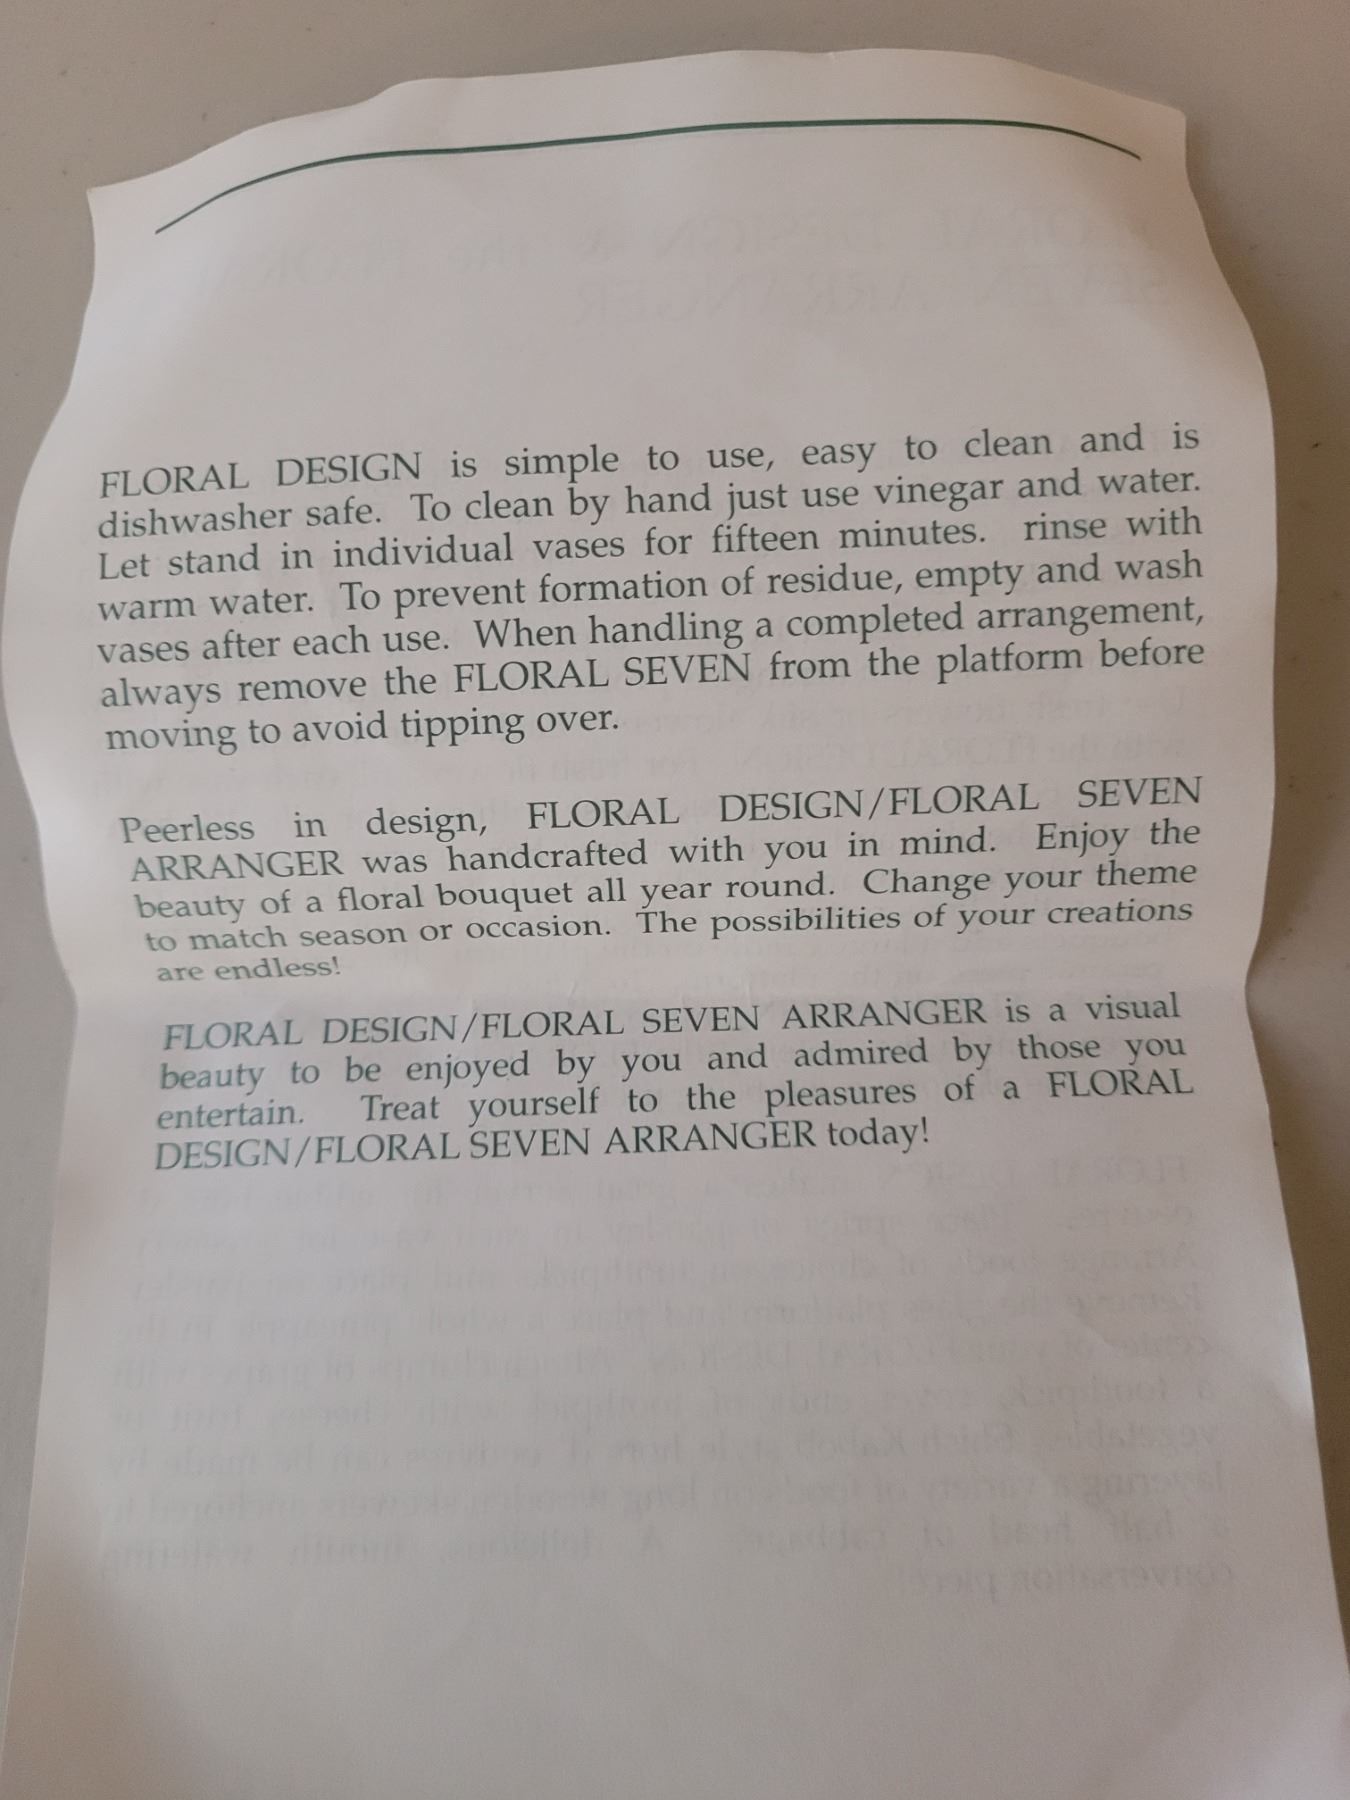 FLORAL DESIGN is simple to use, easy to clean and is
dishwasher safe. To clean by hand just use vinegar and water.
Let stand in individual vases for fifteen minutes. rinse with
warm water. To prevent formation of residue, empty and wash
vases after each use. When handling a completed arrangement,
always remove the FLORAL SEVEN from the platform before
moving to avoid tipping over.
Peerless in design, FLORAL DESIGN/FLORAL SEVEN
ARRANGER was handcrafted with you in mind. Enjoy the
beauty of a floral bouquet all year round. Change your theme
to match season or occasion. The possibilities of your creations
are endless!
FLORAL DESIGN/FLORAL SEVEN ARRANGER is a visual
beauty to be enjoyed by you and admired by those you
entertain. Treat yourself to the pleasures of a FLORAL
DESIGN/FLORAL SEVEN ARRANGER today!